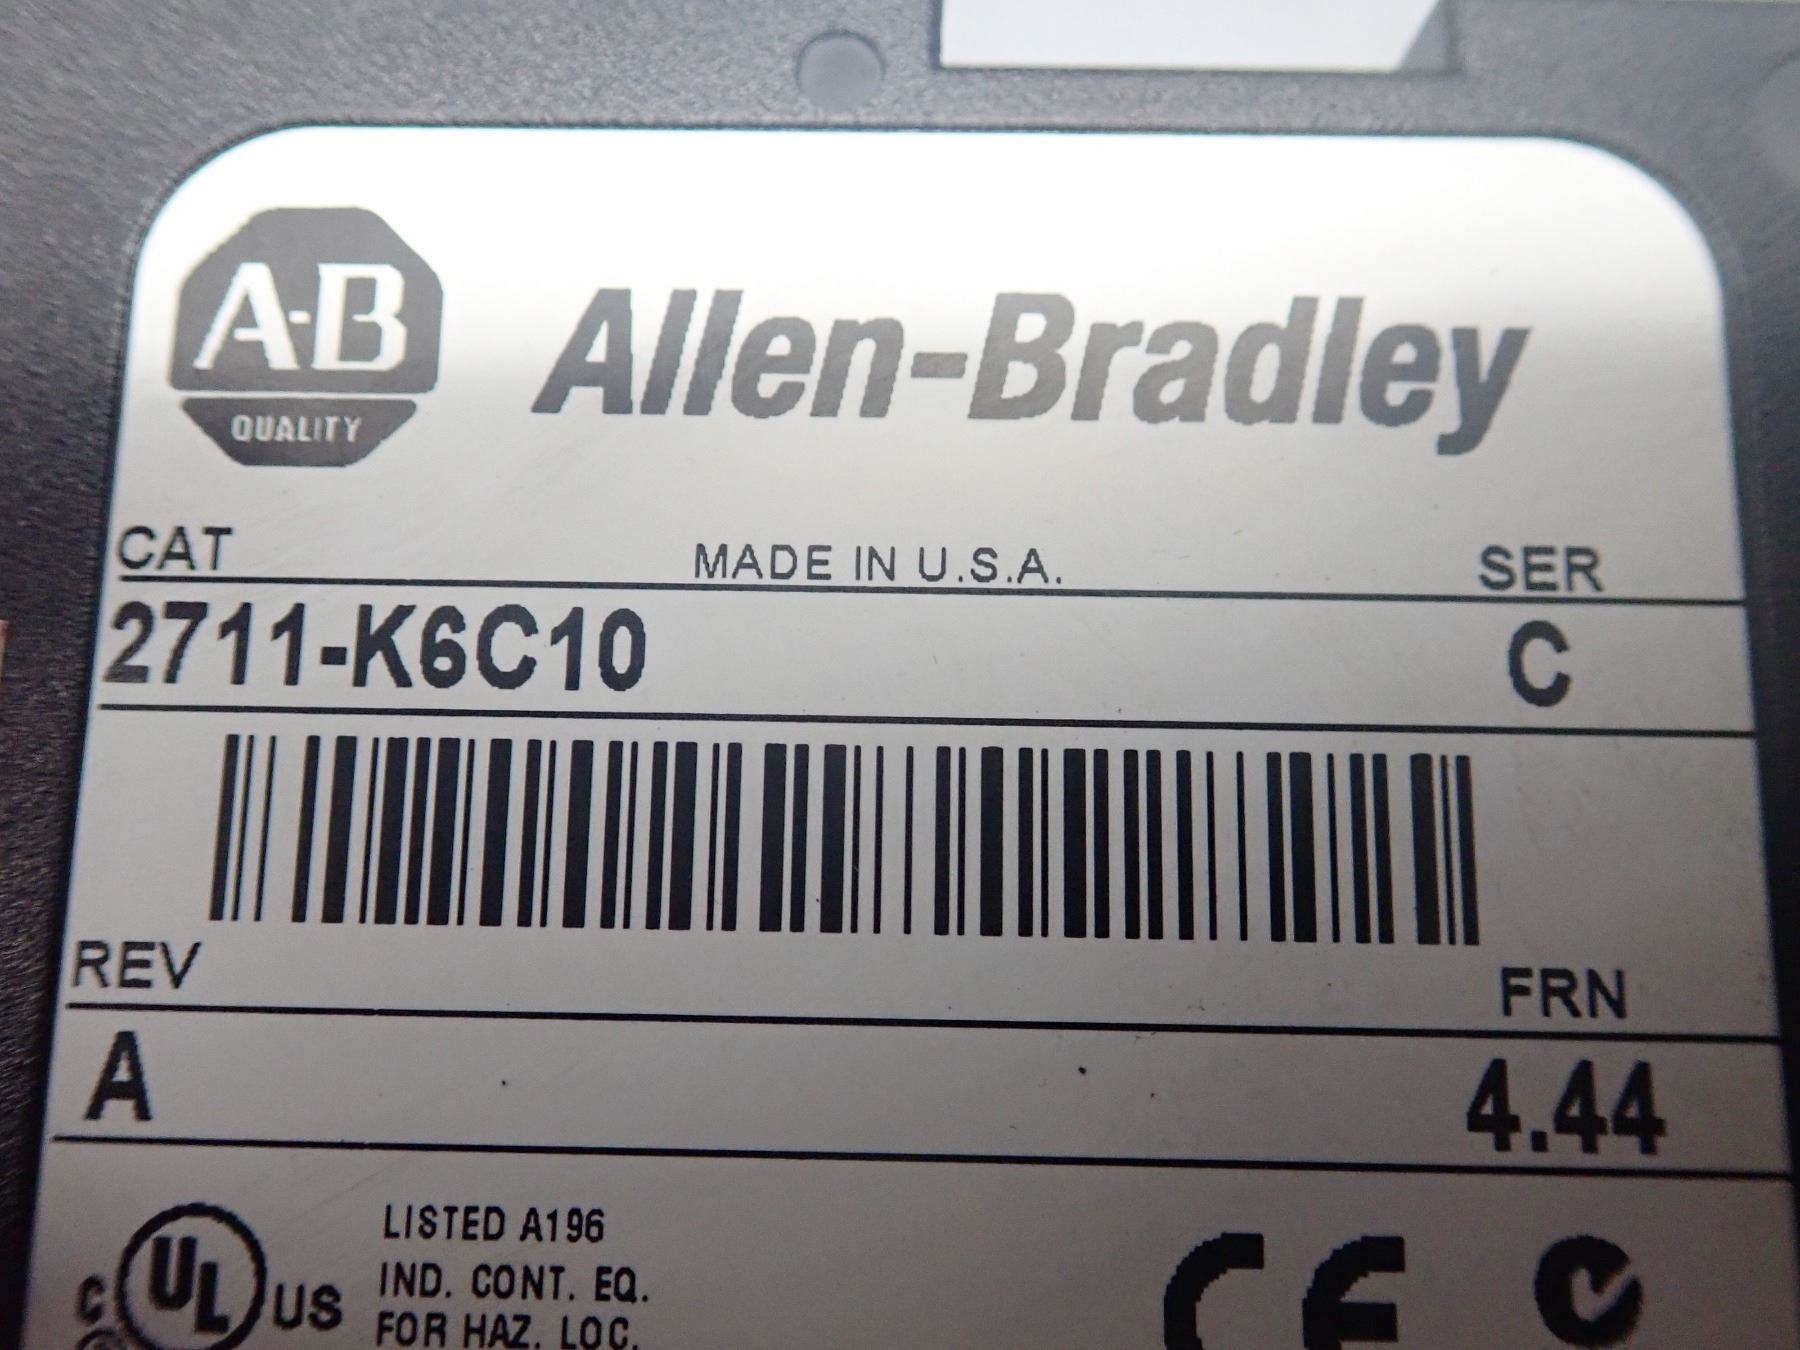 A-B
QUALITY
Allen-Bradley
CAT MADE IN U.S.A. SER
2711-K6C10 C
REV FRN
A 4.44
C UL US
LISTED A196
IND. CONT. EQ.
FOR HAZ. LOC.
CE